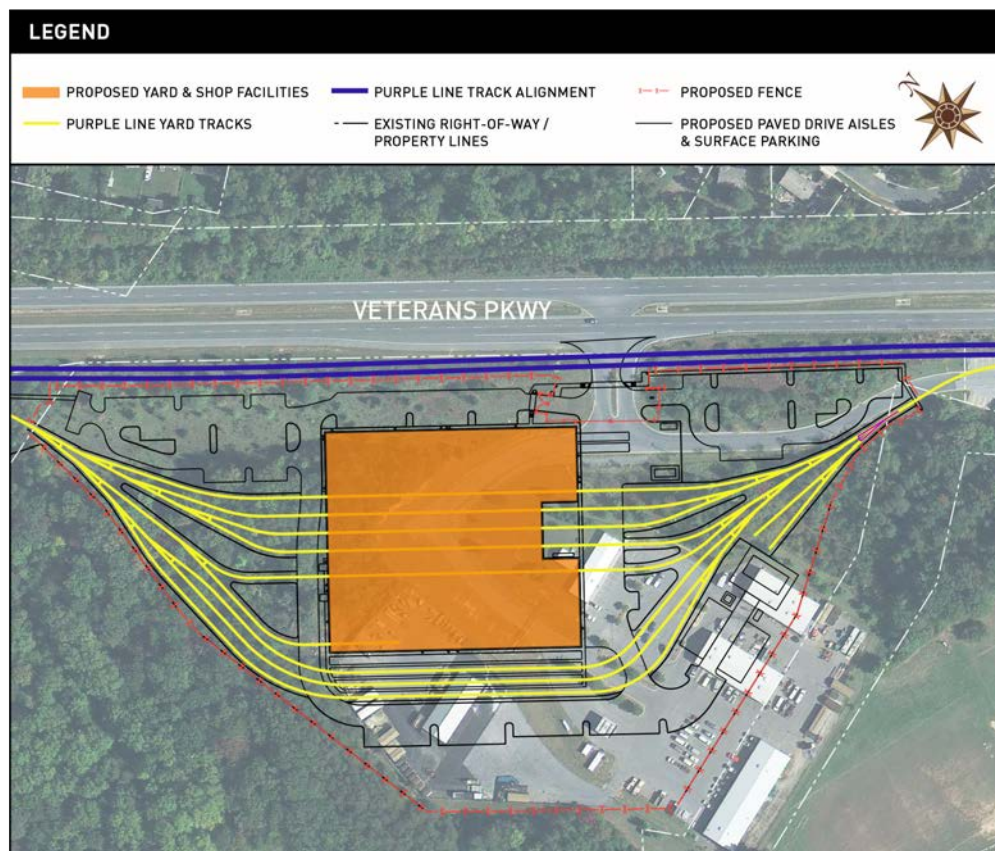 LEGEND
PROPOSED YARD & SHOP FACILITIES
PURPLE LINE TRACK ALIGNMENT
PROPOSED FENCE
PURPLE LINE YARD TRACKS
EXISTING RIGHT-OF-WAY /
PROPERTY LINES
PROPOSED PAVED DRIVE AISLES
& SURFACE PARKING
N
VETERANS PKWY